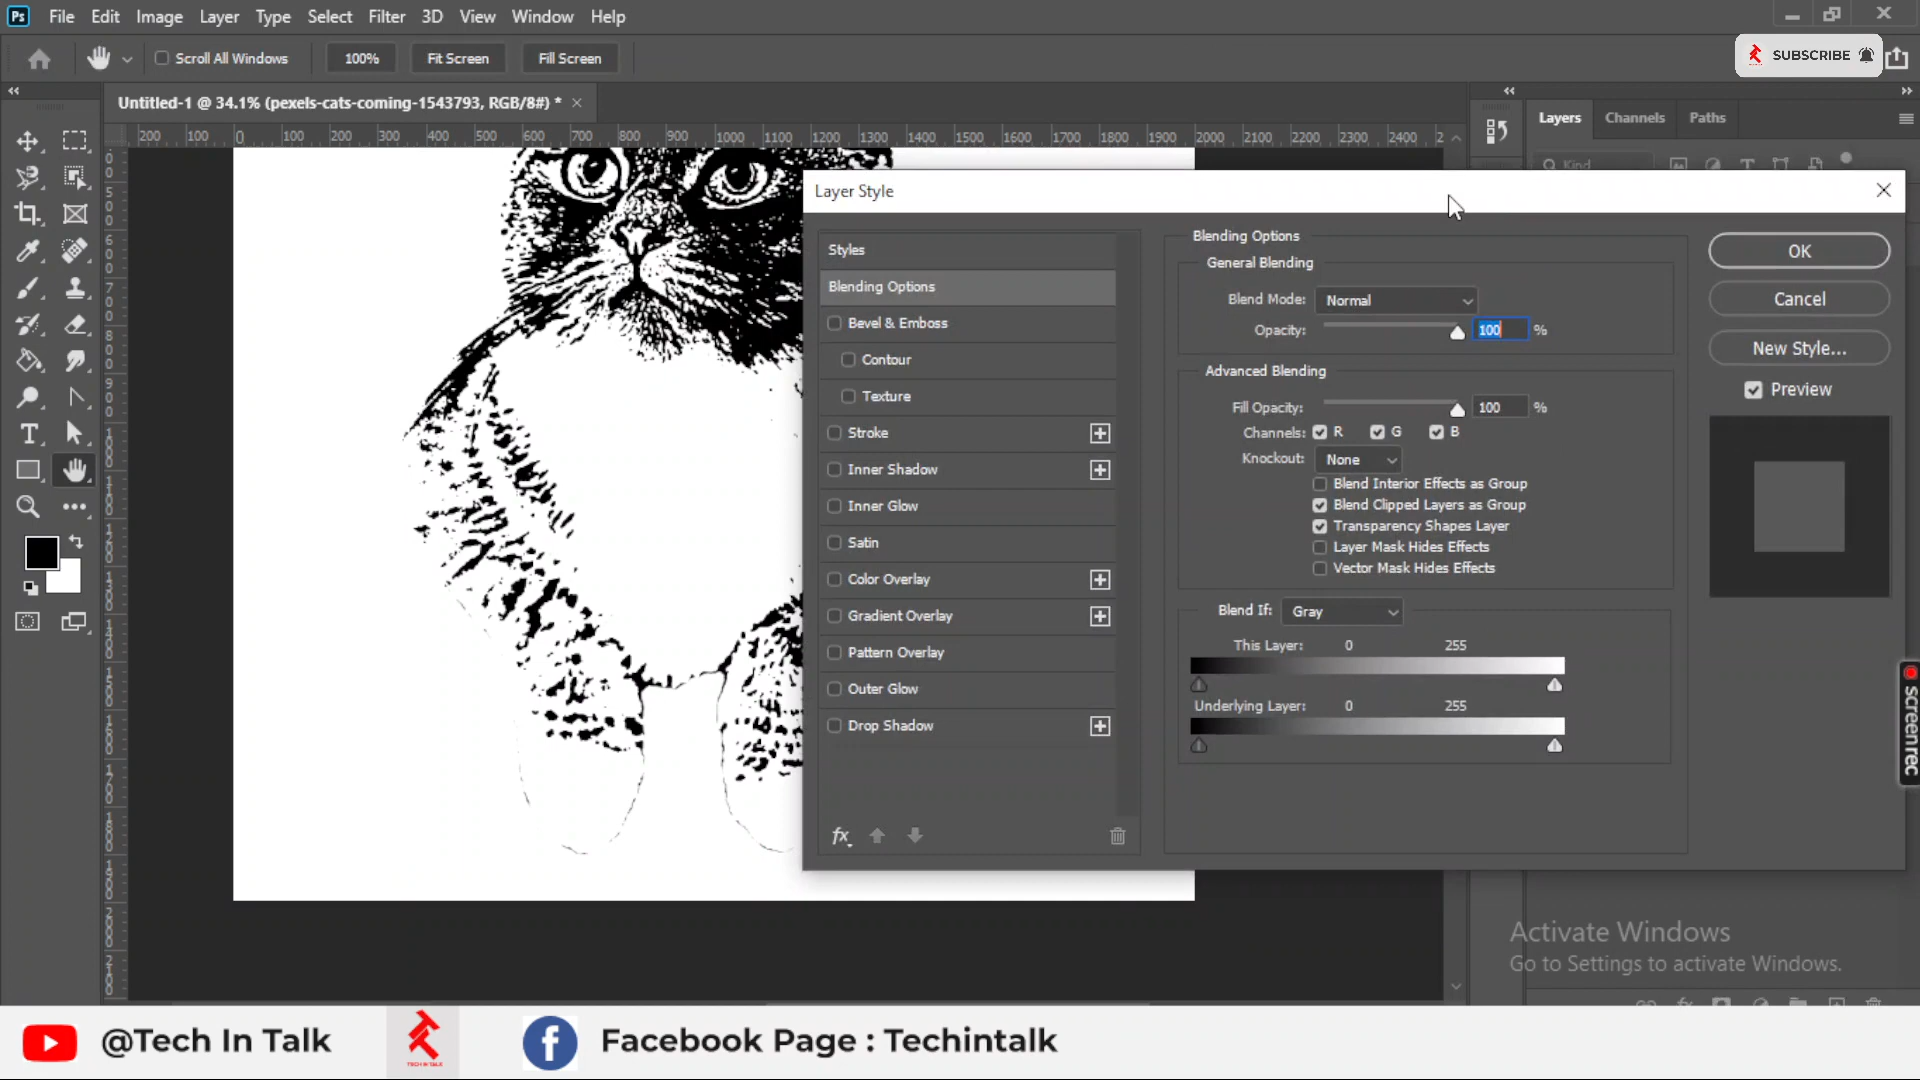 Ps File Edit Image Layer Type Select Filter 3D View Window Help
Scroll All Windows 100% Fit Screen Fill Screen
SUBSCRIBE
Untitled-1 @ 34.1% (pexels-cats-coming-1543793, RGB/8#) * ×
Layers Channels Paths
200 100 0 100 200 300 400 500 600 700 800 900 1000 1100 1200 1300 1400 1500 1600 1700 1800 1900 2000 2100 2200 2300 2400
Kind
Layer Style
Styles
Blending Options
Bevel & Emboss
Contour
Texture
Stroke
Inner Shadow
Inner Glow
Satin
Color Overlay
Gradient Overlay
Pattern Overlay
Outer Glow
Drop Shadow
fx
Blending Options
General Blending
Blend Mode: Normal
Opacity: 100 %
Advanced Blending
Fill Opacity: 100 %
Channels: R G B
Knockout: None
Blend Interior Effects as Group
Blend Clipped Layers as Group
Transparency Shapes Layer
Layer Mask Hides Effects
Vector Mask Hides Effects
Blend If: Gray
This Layer: 0 255
Underlying Layer: 0 255
OK
Cancel
New Style...
Preview
screenrec
Activate Windows
Go to Settings to activate Windows.
@Tech In Talk
TECH IN TALK
Facebook Page : Techintalk